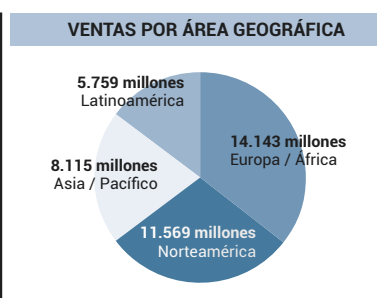 VENTAS POR ÁREA GEOGRÁFICA
5.759 millones
Latinoamérica
14.143 millones
Europa / África
8.115 millones
Asia / Pacífico
11.569 millones
Norteamérica